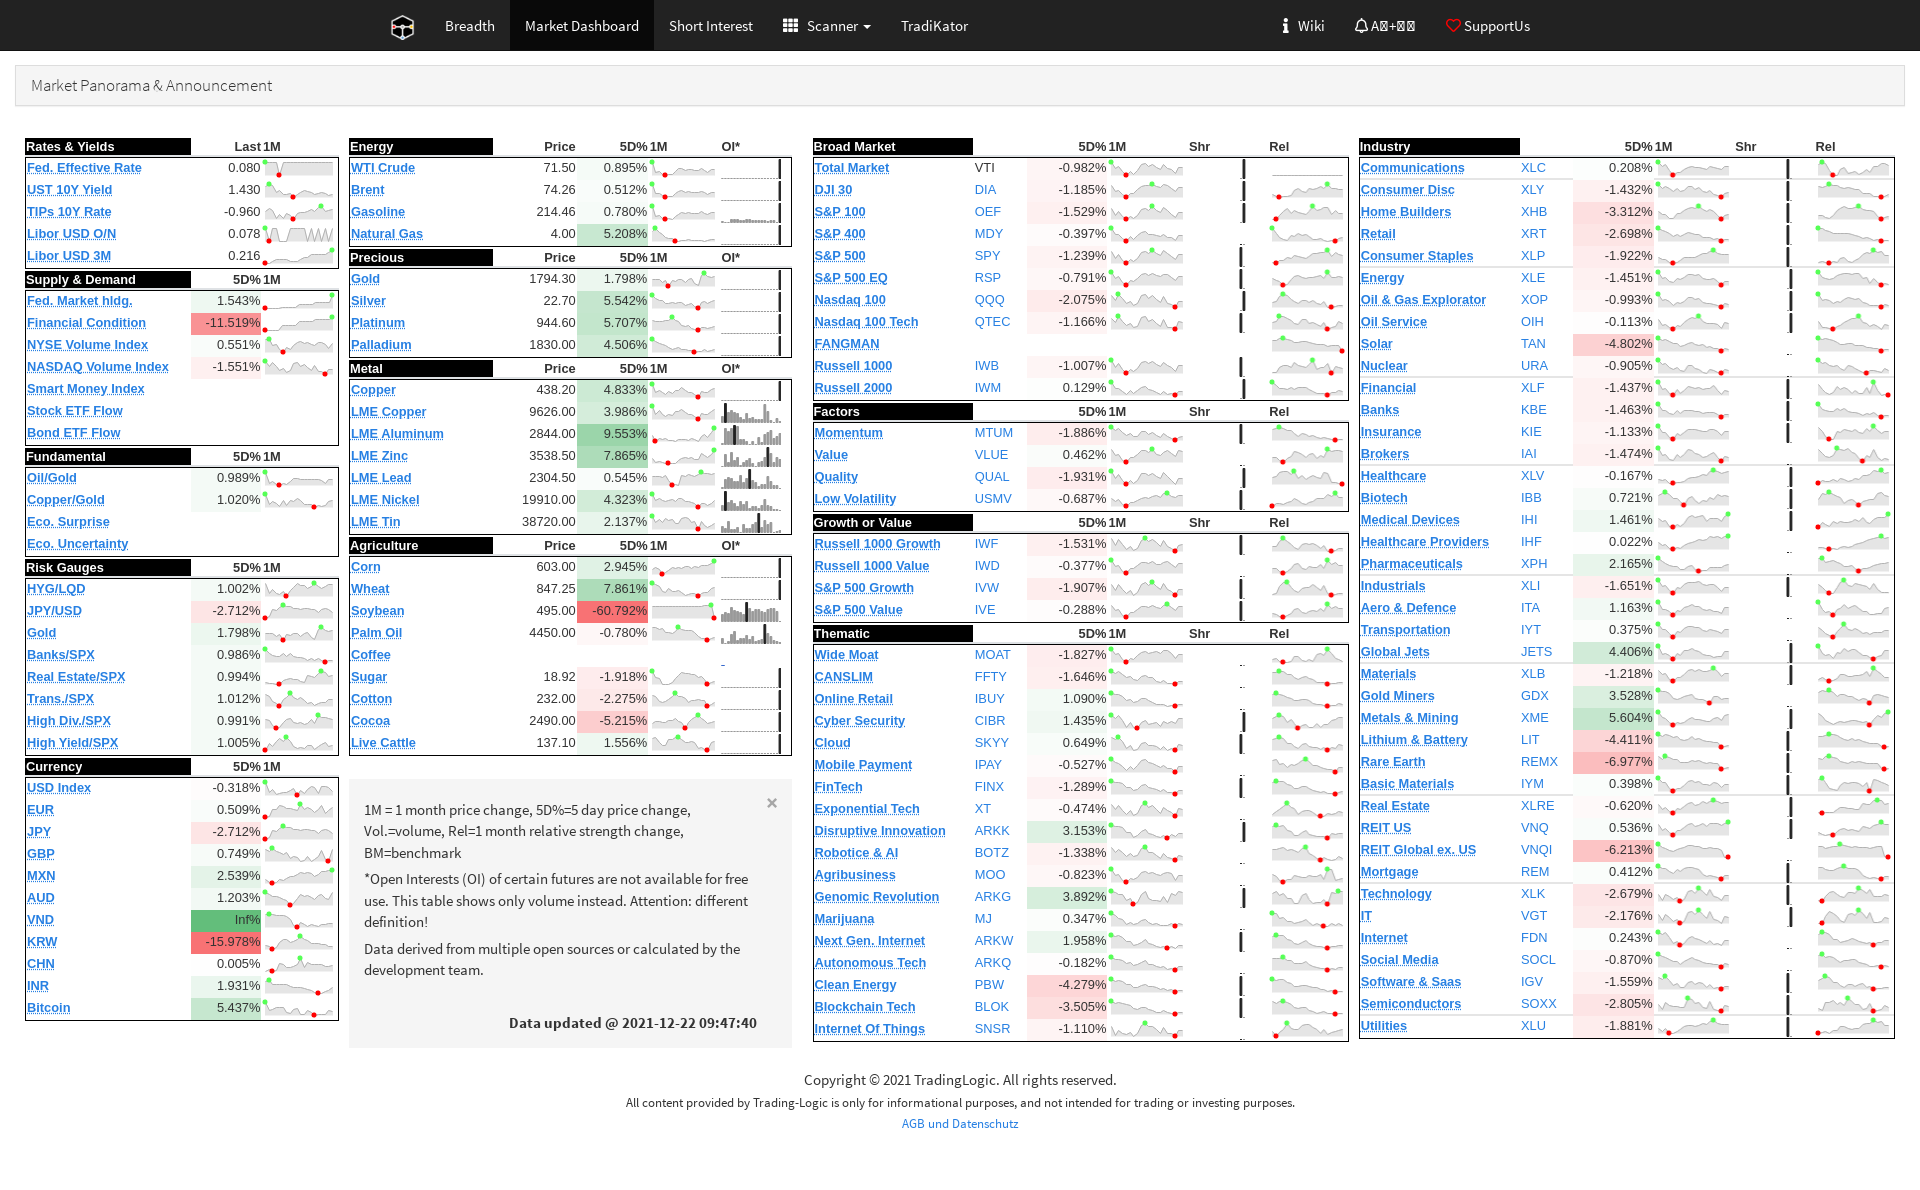 Breadth
Market Dashboard
Short Interest
Scanner
TradiKator
Wiki
SupportUs
Market Panorama & Announcement
Rates & Yields Last 1M
Fed. Effective Rate 0.080
UST 10Y Yield 1.430
TIPs 10Y Rate -0.960
Libor USD O/N 0.078
Libor USD 3M 0.216
Supply & Demand 5D% 1M
Fed. Market hldg. 1.543%
Financial Condition -11.519%
NYSE Volume Index 0.551%
NASDAQ Volume Index -1.551%
Smart Money Index
Stock ETF Flow
Bond ETF Flow
Fundamental 5D% 1M
Oil/Gold 0.989%
Copper/Gold 1.020%
Eco. Surprise
Eco. Uncertainty
Risk Gauges 5D% 1M
HYG/LQD 1.002%
JPY/USD -2.712%
Gold 1.798%
Banks/SPX 0.986%
Real Estate/SPX 0.994%
Trans./SPX 1.012%
High Div./SPX 0.991%
High Yield/SPX 1.005%
Currency 5D% 1M
USD Index -0.318%
EUR 0.509%
JPY -2.712%
GBP 0.749%
MXN 2.539%
AUD 1.203%
VND Inf%
KRW -15.978%
CHN 0.005%
INR 1.931%
Bitcoin 5.437%
Energy Price 5D% 1M OI*
WTI Crude 71.50 0.895%
Brent 74.26 0.512%
Gasoline 214.46 0.780%
Natural Gas 4.00 5.208%
Precious Price 5D% 1M OI*
Gold 1794.30 1.798%
Silver 22.70 5.542%
Platinum 944.60 5.707%
Palladium 1830.00 4.506%
Metal Price 5D% 1M OI*
Copper 438.20 4.833%
LME Copper 9626.00 3.986%
LME Aluminum 2844.00 9.553%
LME Zinc 3538.50 7.865%
LME Lead 2304.50 0.545%
LME Nickel 19910.00 4.323%
LME Tin 38720.00 2.137%
Agriculture Price 5D% 1M OI*
Corn 603.00 2.945%
Wheat 847.25 7.861%
Soybean 495.00 -60.792%
Palm Oil 4450.00 -0.780%
Coffee
Sugar 18.92 -1.918%
Cotton 232.00 -2.275%
Cocoa 2490.00 -5.215%
Live Cattle 137.10 1.556%
×
1M = 1 month price change, 5D%=5 day price change,
Vol.=volume, Rel=1 month relative strength change,
BM=benchmark
*Open Interests (OI) of certain futures are not available for free
use. This table shows only volume instead. Attention: different
definition!
Data derived from multiple open sources or calculated by the
development team.
Data updated @ 2021-12-22 09:47:40
Broad Market 5D% 1M Shr Rel
Total Market VTI -0.982%
DJI 30 DIA -1.185%
S&P 100 OEF -1.529%
S&P 400 MDY -0.397%
S&P 500 SPY -1.239%
S&P 500 EQ RSP -0.791%
Nasdaq 100 QQQ -2.075%
Nasdaq 100 Tech QTEC -1.166%
FANGMAN
Russell 1000 IWB -1.007%
Russell 2000 IWM 0.129%
Factors 5D% 1M Shr Rel
Momentum MTUM -1.886%
Value VLUE 0.462%
Quality QUAL -1.931%
Low Volatility USMV -0.687%
Growth or Value 5D% 1M Shr Rel
Russell 1000 Growth IWF -1.531%
Russell 1000 Value IWD -0.377%
S&P 500 Growth IVW -1.907%
S&P 500 Value IVE -0.288%
Thematic 5D% 1M Shr Rel
Wide Moat MOAT -1.827%
CANSLIM FFTY -1.646%
Online Retail IBUY 1.090%
Cyber Security CIBR 1.435%
Cloud SKYY 0.649%
Mobile Payment IPAY -0.527%
FinTech FINX -1.289%
Exponential Tech XT -0.474%
Disruptive Innovation ARKK 3.153%
Robotice & AI BOTZ -1.338%
Agribusiness MOO -0.823%
Genomic Revolution ARKG 3.892%
Marijuana MJ 0.347%
Next Gen. Internet ARKW 1.958%
Autonomous Tech ARKQ -0.182%
Clean Energy PBW -4.279%
Blockchain Tech BLOK -3.505%
Internet Of Things SNSR -1.110%
Industry 5D% 1M Shr Rel
Communications XLC 0.208%
Consumer Disc XLY -1.432%
Home Builders XHB -3.312%
Retail XRT -2.698%
Consumer Staples XLP -1.922%
Energy XLE -1.451%
Oil & Gas Explorator XOP -0.993%
Oil Service OIH -0.113%
Solar TAN -4.802%
Nuclear URA -0.905%
Financial XLF -1.437%
Banks KBE -1.463%
Insurance KIE -1.133%
Brokers IAI -1.474%
Healthcare XLV -0.167%
Biotech IBB 0.721%
Medical Devices IHI 1.461%
Healthcare Providers IHF 0.022%
Pharmaceuticals XPH 2.165%
Industrials XLI -1.651%
Aero & Defence ITA 1.163%
Transportation IYT 0.375%
Global Jets JETS 4.406%
Materials XLB -1.218%
Gold Miners GDX 3.528%
Metals & Mining XME 5.604%
Lithium & Battery LIT -4.411%
Rare Earth REMX -6.977%
Basic Materials IYM 0.398%
Real Estate XLRE -0.620%
REIT US VNQ 0.536%
REIT Global ex. US VNQI -6.213%
Mortgage REM 0.412%
Technology XLK -2.679%
IT VGT -2.176%
Internet FDN 0.243%
Social Media SOCL -0.870%
Software & Saas IGV -1.559%
Semiconductors SOXX -2.805%
Utilities XLU -1.881%
Copyright © 2021 TradingLogic. All rights reserved.
All content provided by Trading-Logic is only for informational purposes, and not intended for trading or investing purposes.
AGB und Datenschutz